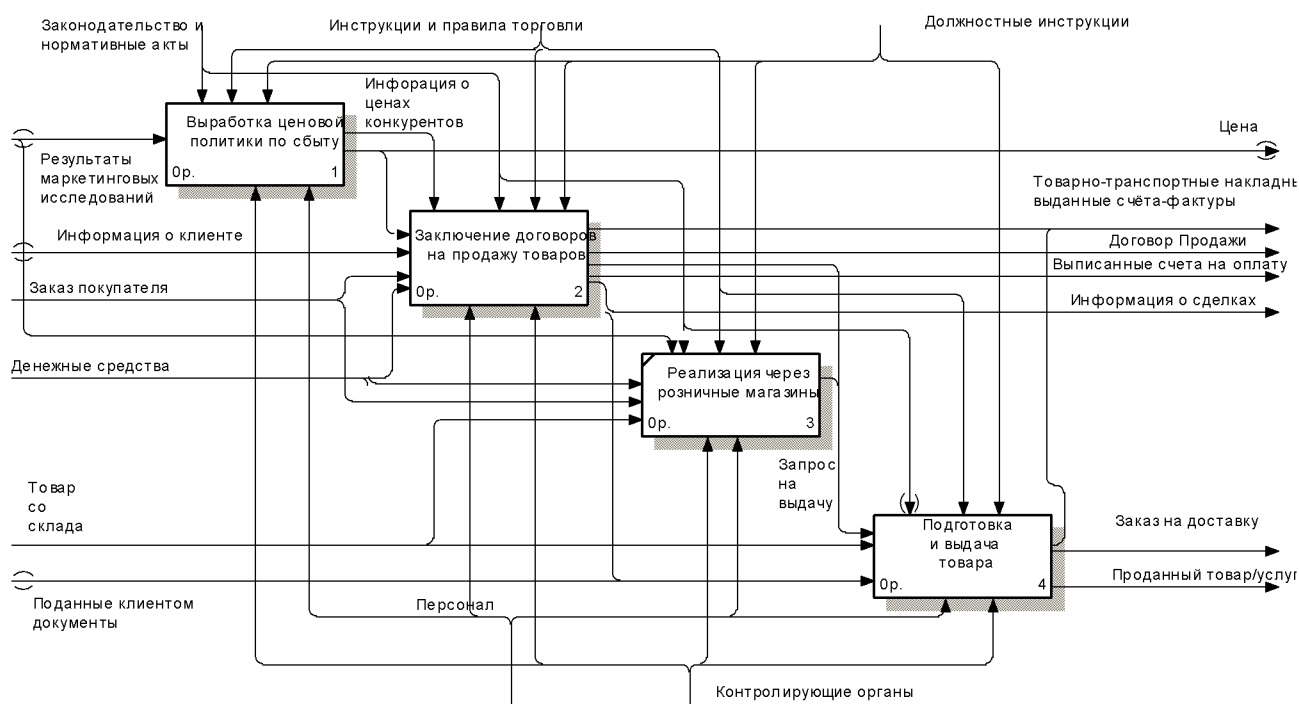 Законодательство и
нормативные акты
Инструкции и правила торговли
Должностные инструкции
Инфорация о
ценах
конкурентов
Выработка ценовой
политики по сбыту
0р.
1
Цена
Результаты
маркетинговых
исследований
Товарно-транспортные накладнь
выданные счёта-фактуры
Информация о клиенте
Заключение договоров
на продажу товаров
0р.
2
Договор Продажи
Выписанные счета на оплату
Заказ покупателя
Информация о сделках
Денежные средства
Реализация через
розничные магазины
0р.
3
Запрос
на
выдачу
Товар
со
склада
Подготовка
и выдача
товара
0р.
4
Заказ на доставку
Проданный товар/услуг
Поданные клиентом
документы
Персонал
Контролирующие органы